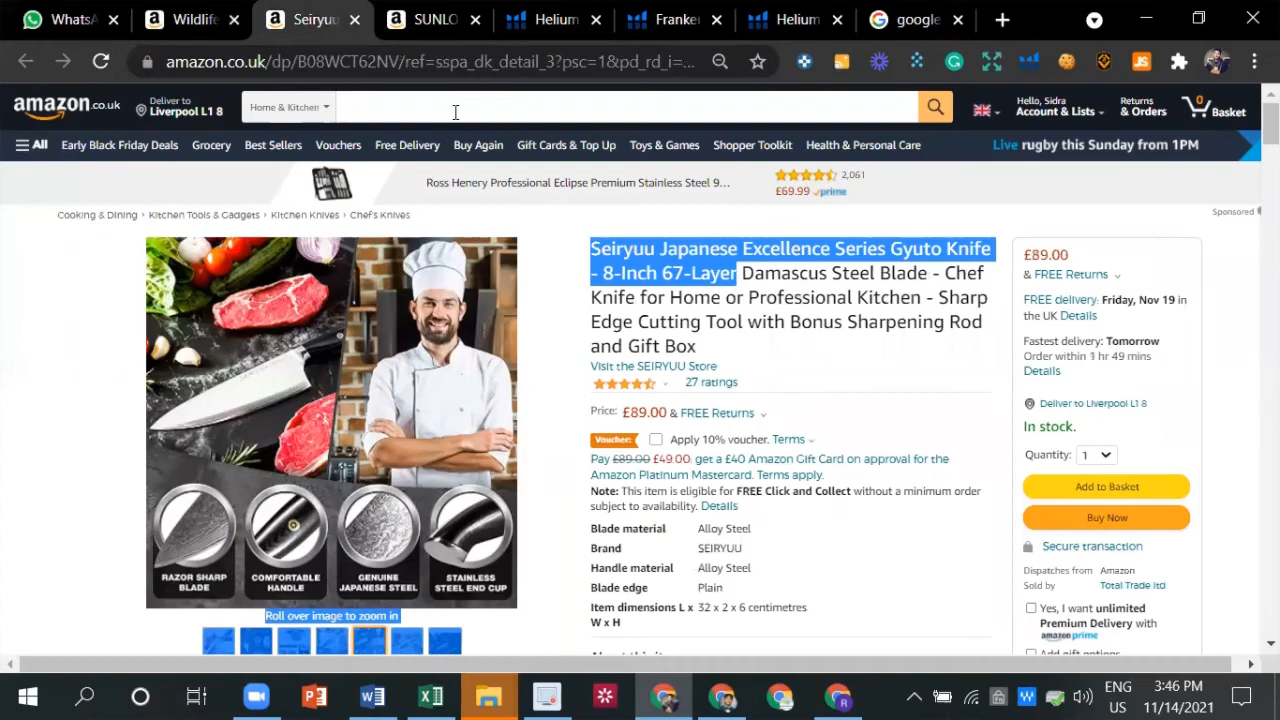 WhatsA
Wildlife
Seiryuu
SUNLO
Helium
Franker
Helium
google
amazon.co.uk/dp/B08WCT62NV/ref=sspa_dk_detail_3?psc=1&pd_rd_i=...
amazon.co.uk
Deliver to
Liverpool L1 8
Home & Kitchen
Hello, Sidra
Account & Lists
Returns
& Orders
0
Basket
All
Early Black Friday Deals
Grocery
Best Sellers
Vouchers
Free Delivery
Buy Again
Gift Cards & Top Up
Toys & Games
Shopper Toolkit
Health & Personal Care
Live rugby this Sunday from 1PM
Ross Henery Professional Eclipse Premium Stainless Steel 9...
2,061
£69.99 prime
Cooking & Dining › Kitchen Tools & Gadgets › Kitchen Knives › Chef's Knives
Sponsored
Seiryuu Japanese Excellence Series Gyuto Knife
- 8-Inch 67-Layer Damascus Steel Blade - Chef
Knife for Home or Professional Kitchen - Sharp
Edge Cutting Tool with Bonus Sharpening Rod
and Gift Box
Visit the SEIRYUU Store
27 ratings
Price: £89.00 & FREE Returns
Voucher: Apply 10% voucher. Terms
Pay £89.00 £49.00: get a £40 Amazon Gift Card on approval for the
Amazon Platinum Mastercard. Terms apply.
Note: This item is eligible for FREE Click and Collect without a minimum order
subject to availability. Details
Blade material Alloy Steel
Brand SEIRYUU
Handle material Alloy Steel
Blade edge Plain
Item dimensions L x 32 x 2 x 6 centimetres
W x H
RAZOR SHARP
BLADE
COMFORTABLE
HANDLE
GENUINE
JAPANESE STEEL
STAINLESS
STEEL END CUP
Roll over image to zoom in
£89.00
& FREE Returns
FREE delivery: Friday, Nov 19 in
the UK Details
Fastest delivery: Tomorrow
Order within 1 hr 49 mins
Details
Deliver to Liverpool L1 8
In stock.
Quantity: 1
Add to Basket
Buy Now
Secure transaction
Dispatches from Amazon
Sold by Total Trade ltd
Yes, I want unlimited
Premium Delivery with
amazon prime
Add gift options
ENG
US
3:46 PM
11/14/2021